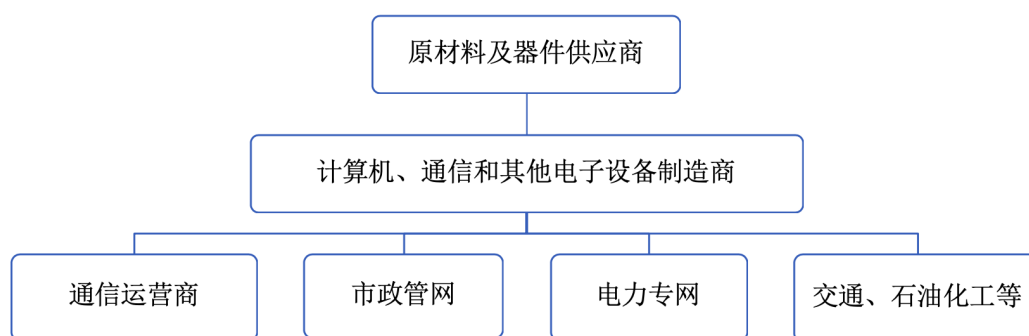 原材料及器件供应商
计算机、通信和其他电子设备制造商
通信运营商
市政管网
电力专网
交通、石油化工等